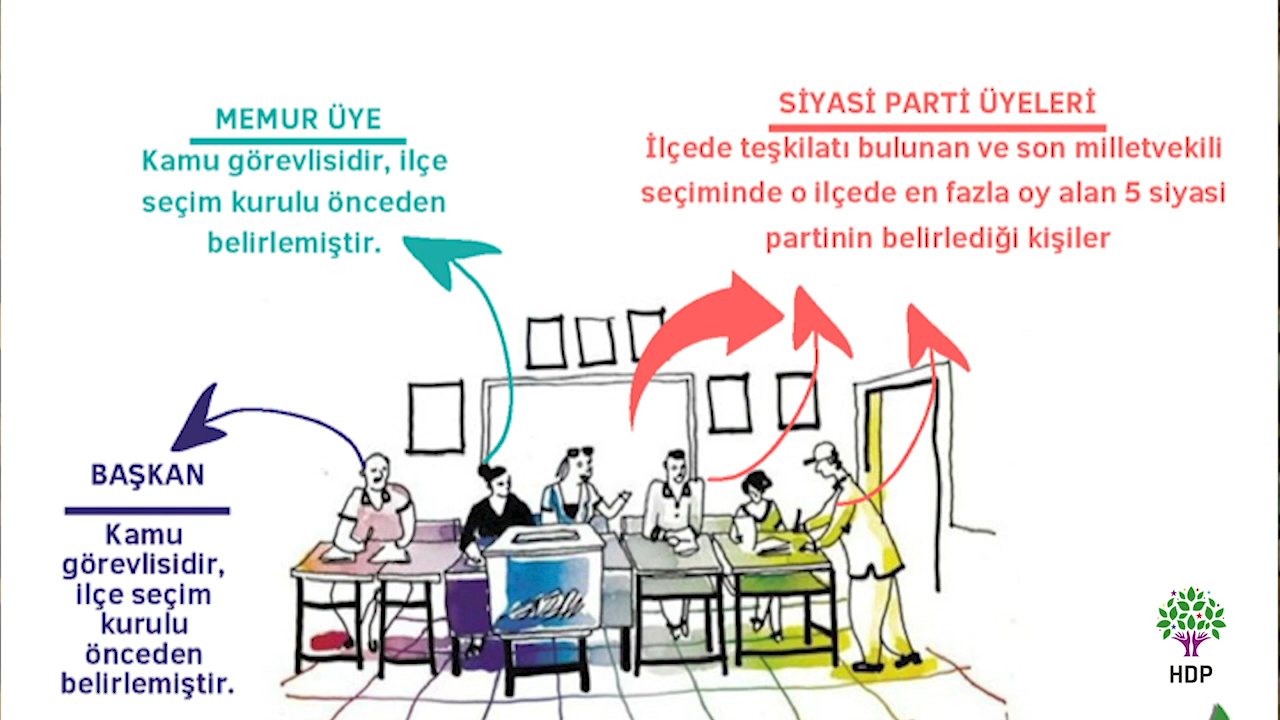 MEMUR ÜYE
Kamu görevlisidir, ilçe
seçim kurulu önceden
belirlemiştir.
SİYASİ PARTİ ÜYELERİ
İlçede teşkilatı bulunan ve son milletvekili
seçiminde o ilçede en fazla oy alan 5 siyasi
partinin belirlediği kişiler
BAŞKAN
Kamu
görevlisidir,
ilçe seçim
kurulu
önceden
belirlemiştir.
HDP